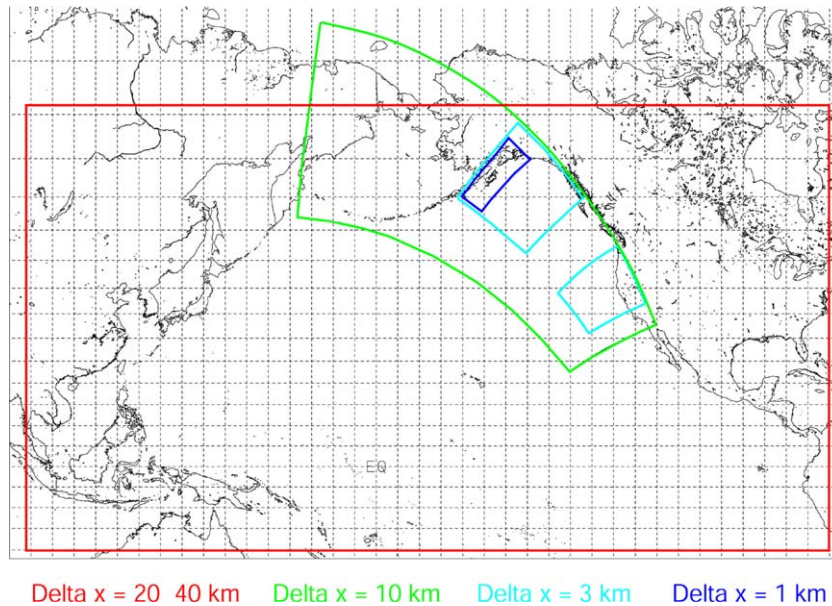 EQ
Delta x = 20 40 km Delta x = 10 km Delta x = 3 km Delta x = 1 km